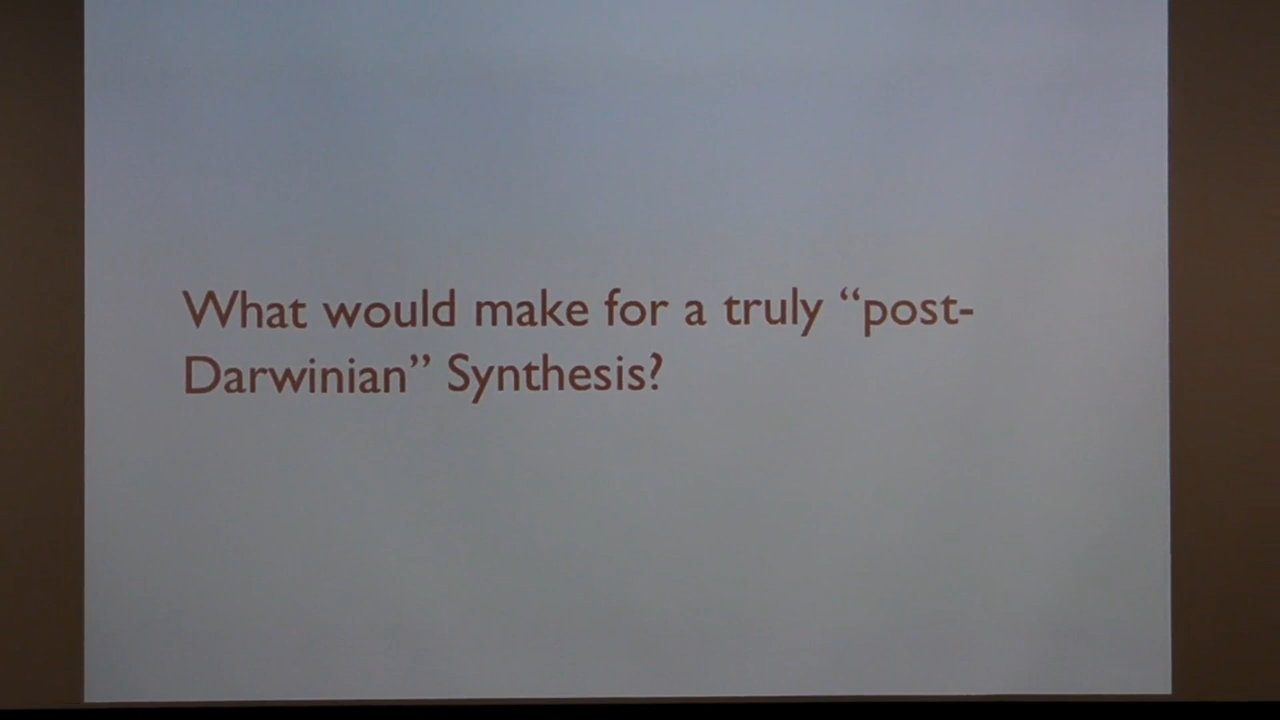 What would make for a truly “post-
Darwinian” Synthesis?